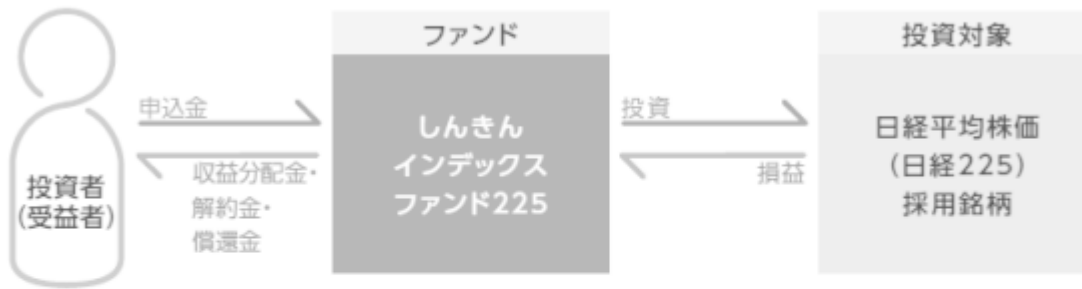 ファンド
投資対象
申込金
投資
しんきん
インデックス
ファンド225
日経平均株価
(日経225)
採用銘柄
収益分配金・
解約金・
償還金
損益
投資者
(受益者)